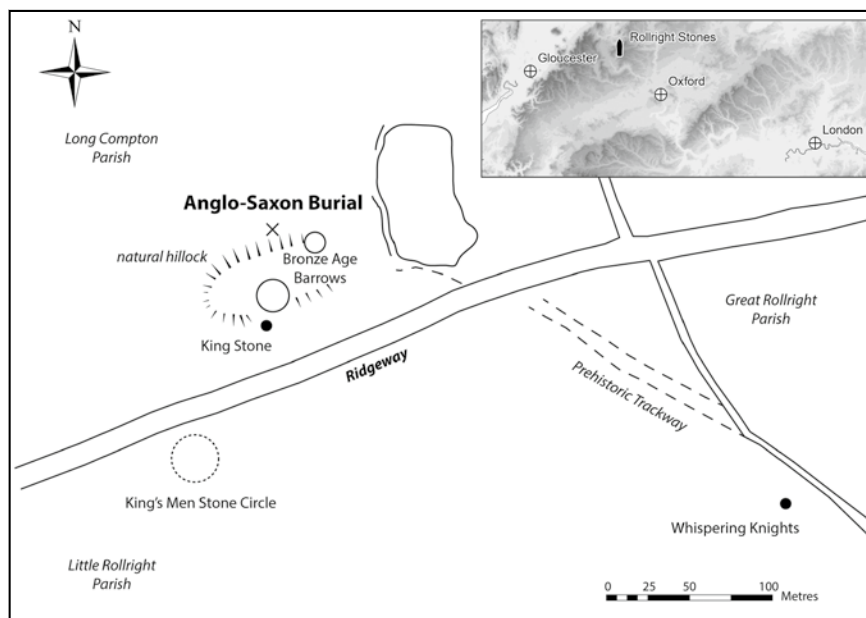 N
Rollright Stones
Gloucester
Oxford
London
Long Compton
Parish
Anglo-Saxon Burial
natural hillock
Bronze Age
Barrows
King Stone
Ridgeway
Great Rollright
Parish
Prehistoric Trackway
King's Men Stone Circle
Whispering Knights
Little Rollright
Parish
0 25 50 100
Metres